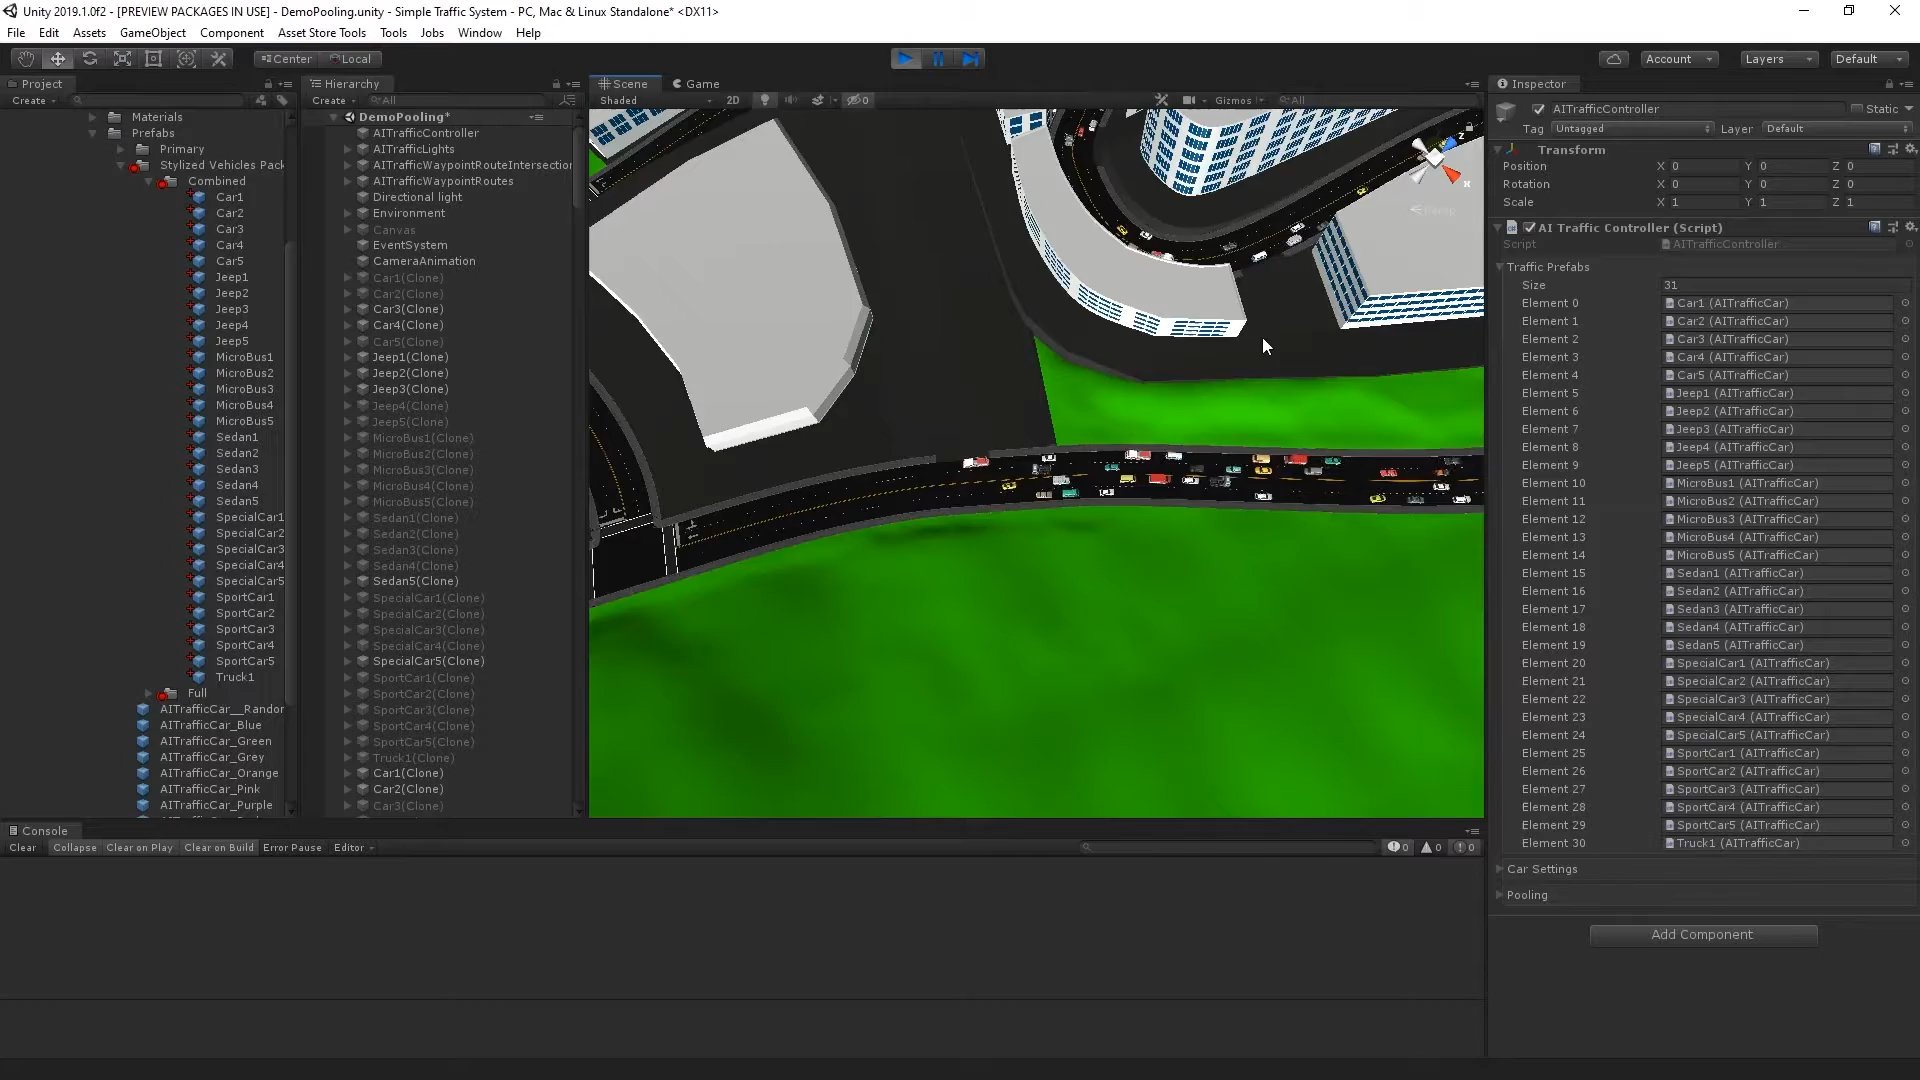 Unity 2019.1.0f2 - [PREVIEW PACKAGES IN USE] - DemoPooling.unity - Simple Traffic System - PC, Mac & Linux Standalone* <DX11>
File Edit Assets GameObject Component Asset Store Tools Tools Jobs Window Help
Center Local Account Layers Default
Project
Create
Materials
Prefabs
Primary
Stylized Vehicles Pack
Combined
Car1
Car2
Car3
Car4
Car5
Jeep1
Jeep2
Jeep3
Jeep4
Jeep5
MicroBus1
MicroBus2
MicroBus3
MicroBus4
MicroBus5
Sedan1
Sedan2
Sedan3
Sedan4
Sedan5
SpecialCar1
SpecialCar2
SpecialCar3
SpecialCar4
SpecialCar5
SportCar1
SportCar2
SportCar3
SportCar4
SportCar5
Truck1
Full
AITrafficCar__Randor
AITrafficCar_Blue
AITrafficCar_Green
AITrafficCar_Grey
AITrafficCar_Orange
AITrafficCar_Pink
AITrafficCar_Purple
Hierarchy
Create All
DemoPooling*
AITrafficController
AITrafficLights
AITrafficWaypointRouteIntersection
AITrafficWaypointRoutes
Directional light
Environment
Canvas
EventSystem
CameraAnimation
Car1(Clone)
Car2(Clone)
Car3(Clone)
Car4(Clone)
Car5(Clone)
Jeep1(Clone)
Jeep2(Clone)
Jeep3(Clone)
Jeep4(Clone)
Jeep5(Clone)
MicroBus1(Clone)
MicroBus2(Clone)
MicroBus3(Clone)
MicroBus4(Clone)
MicroBus5(Clone)
Sedan1(Clone)
Sedan2(Clone)
Sedan3(Clone)
Sedan4(Clone)
Sedan5(Clone)
SpecialCar1(Clone)
SpecialCar2(Clone)
SpecialCar3(Clone)
SpecialCar4(Clone)
SpecialCar5(Clone)
SportCar1(Clone)
SportCar2(Clone)
SportCar3(Clone)
SportCar4(Clone)
SportCar5(Clone)
Truck1(Clone)
Car1(Clone)
Car2(Clone)
Car3(Clone)
Scene Game
Shaded 2D 0 Gizmos All
z
x
Persp
Inspector
AITrafficController Static
Tag Untagged Layer Default
Transform
Position X 0 Y 0 Z 0
Rotation X 0 Y 0 Z 0
Scale X 1 Y 1 Z 1
AI Traffic Controller (Script)
Script AITrafficController
Traffic Prefabs
Size 31
Element 0 Car1 (AITrafficCar)
Element 1 Car2 (AITrafficCar)
Element 2 Car3 (AITrafficCar)
Element 3 Car4 (AITrafficCar)
Element 4 Car5 (AITrafficCar)
Element 5 Jeep1 (AITrafficCar)
Element 6 Jeep2 (AITrafficCar)
Element 7 Jeep3 (AITrafficCar)
Element 8 Jeep4 (AITrafficCar)
Element 9 Jeep5 (AITrafficCar)
Element 10 MicroBus1 (AITrafficCar)
Element 11 MicroBus2 (AITrafficCar)
Element 12 MicroBus3 (AITrafficCar)
Element 13 MicroBus4 (AITrafficCar)
Element 14 MicroBus5 (AITrafficCar)
Element 15 Sedan1 (AITrafficCar)
Element 16 Sedan2 (AITrafficCar)
Element 17 Sedan3 (AITrafficCar)
Element 18 Sedan4 (AITrafficCar)
Element 19 Sedan5 (AITrafficCar)
Element 20 SpecialCar1 (AITrafficCar)
Element 21 SpecialCar2 (AITrafficCar)
Element 22 SpecialCar3 (AITrafficCar)
Element 23 SpecialCar4 (AITrafficCar)
Element 24 SpecialCar5 (AITrafficCar)
Element 25 SportCar1 (AITrafficCar)
Element 26 SportCar2 (AITrafficCar)
Element 27 SportCar3 (AITrafficCar)
Element 28 SportCar4 (AITrafficCar)
Element 29 SportCar5 (AITrafficCar)
Element 30 Truck1 (AITrafficCar)
Car Settings
Pooling
Add Component
Console
Clear Collapse Clear on Play Clear on Build Error Pause Editor 0 0 0